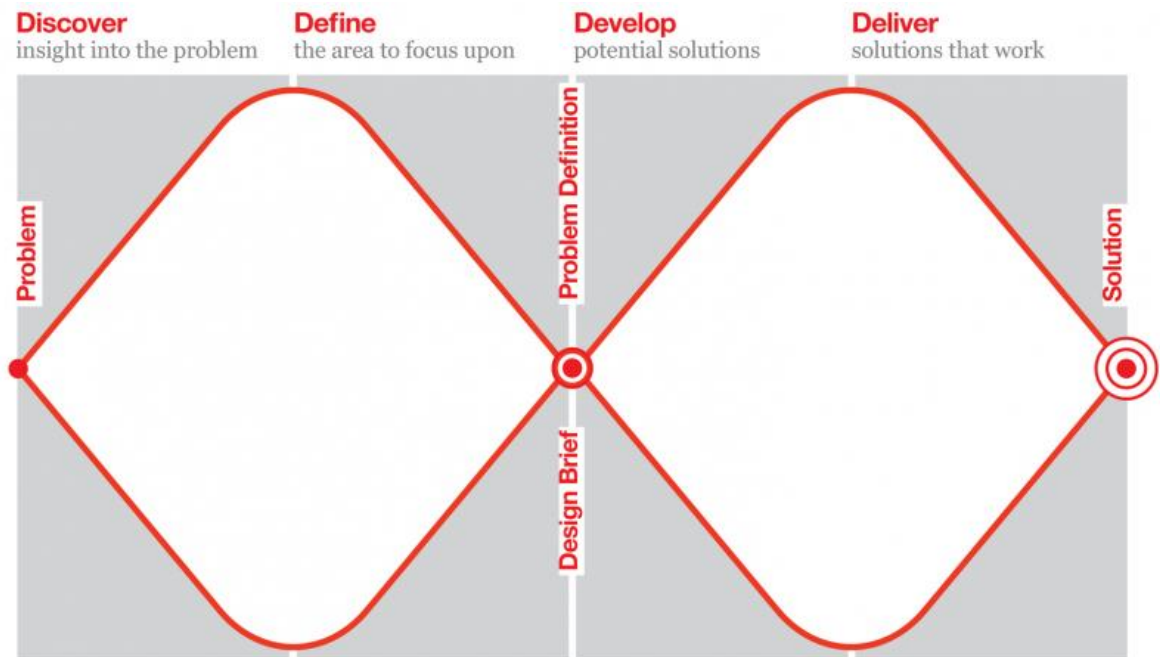 Discover
insight into the problem
Define
the area to focus upon
Develop
potential solutions
Deliver
solutions that work
Problem
Problem Definition
Design Brief
Solution